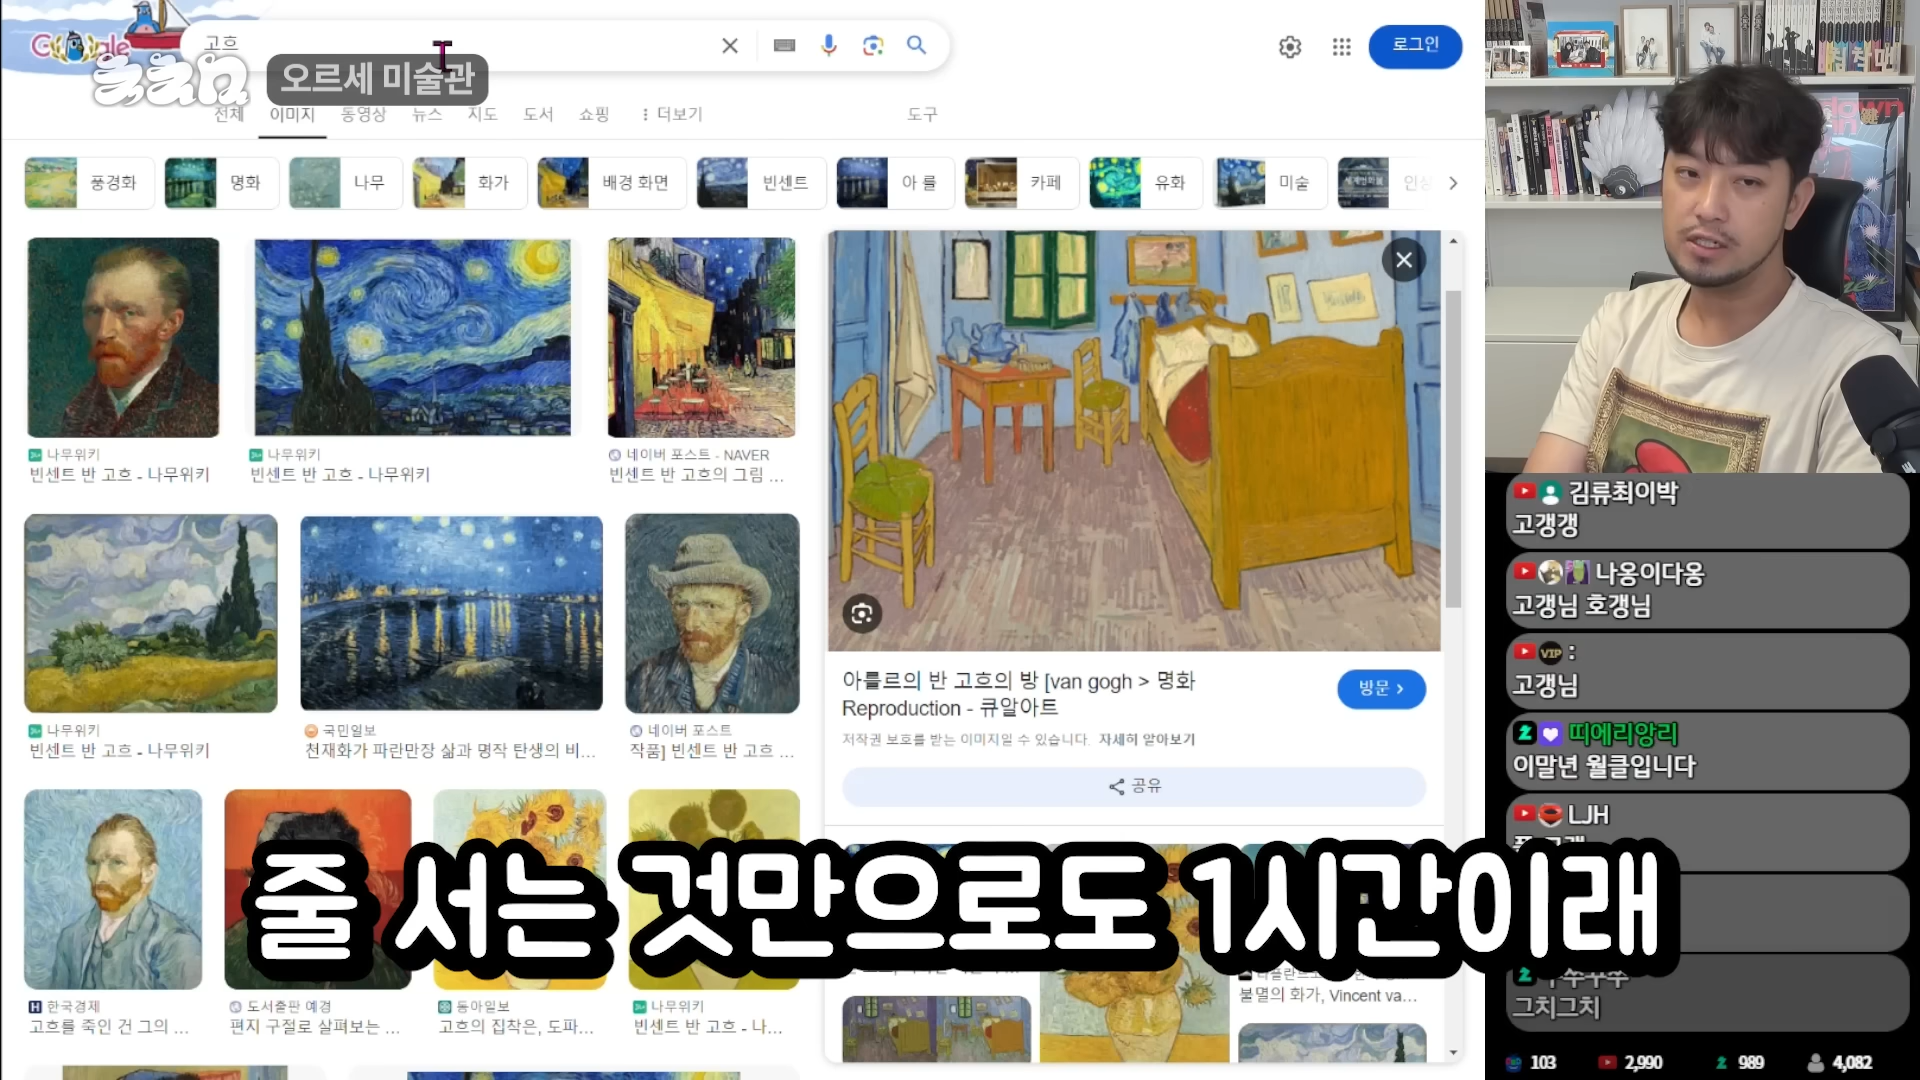 Google
고흐
로그인
오르세 미술관
전체 이미지 동영상 뉴스 지도 도서 쇼핑 더보기 도구
풍경화 명화 나무 화가 배경 화면 빈센트 아를 카페 유화 미술
나무위키
빈센트 반 고흐 - 나무위키
나무위키
빈센트 반 고흐 - 나무위키
네이버 포스트 - NAVER
빈센트 반 고흐의 그림 ...
나무위키
빈센트 반 고흐 - 나무위키
국민일보
천재화가 파란만장 삶과 명작 탄생의 비...
네이버 포스트
작품] 빈센트 반 고흐 ...
한국경제
고흐를 죽인 건 그의 ...
도서출판 예경
편지 구절로 살펴보는 ...
동아일보
고흐의 집착은, 도파...
나무위키
빈센트 반 고흐 - 나...
아를의 반 고흐의 방 [van gogh > 명화
Reproduction - 큐알아트
방문
저작권 보호를 받는 이미지일 수 있습니다. 자세히 알아보기
공유
불멸의 화가, Vincent va...
줄 서는 것만으로도 1시간이래
김류최이박
고갱갱
나옹이다옹
고갱님 호갱님
VIP :
고갱님
띠에리앙리
이말년 월클입니다
LJH
그치그치
103 2,990 989 4,082